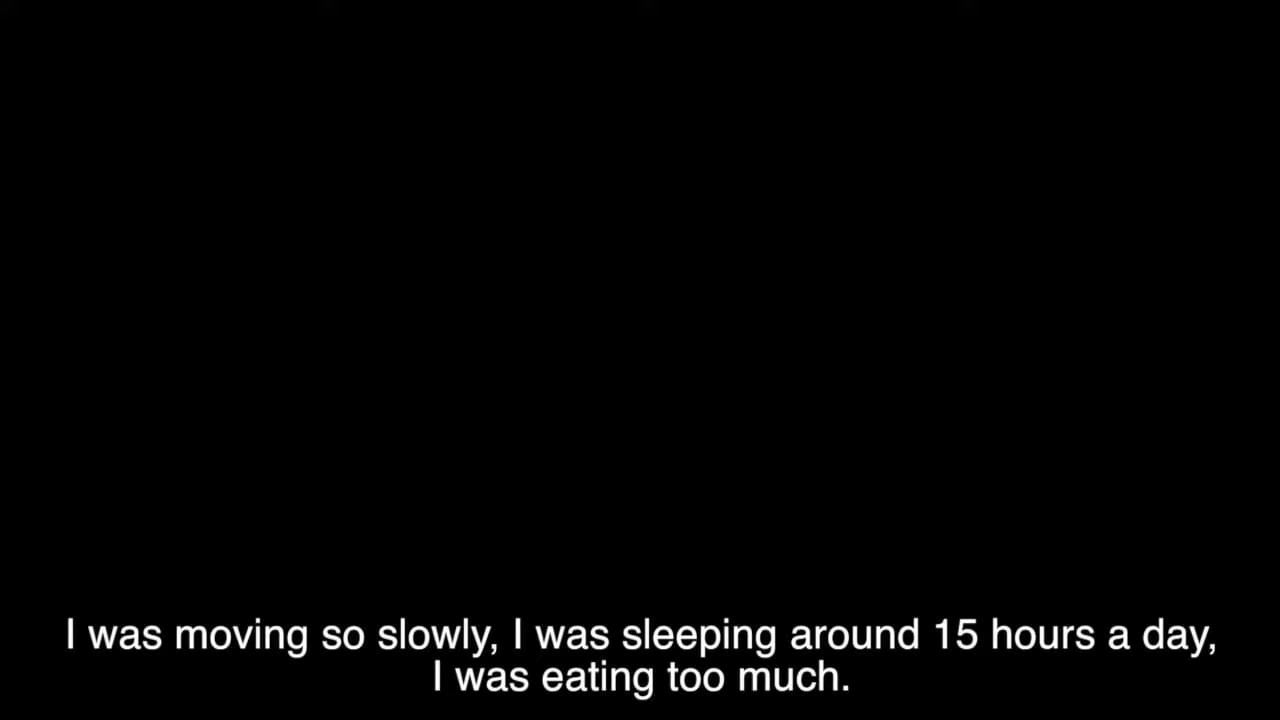 I was moving so slowly, I was sleeping around 15 hours a day,
I was eating too much.